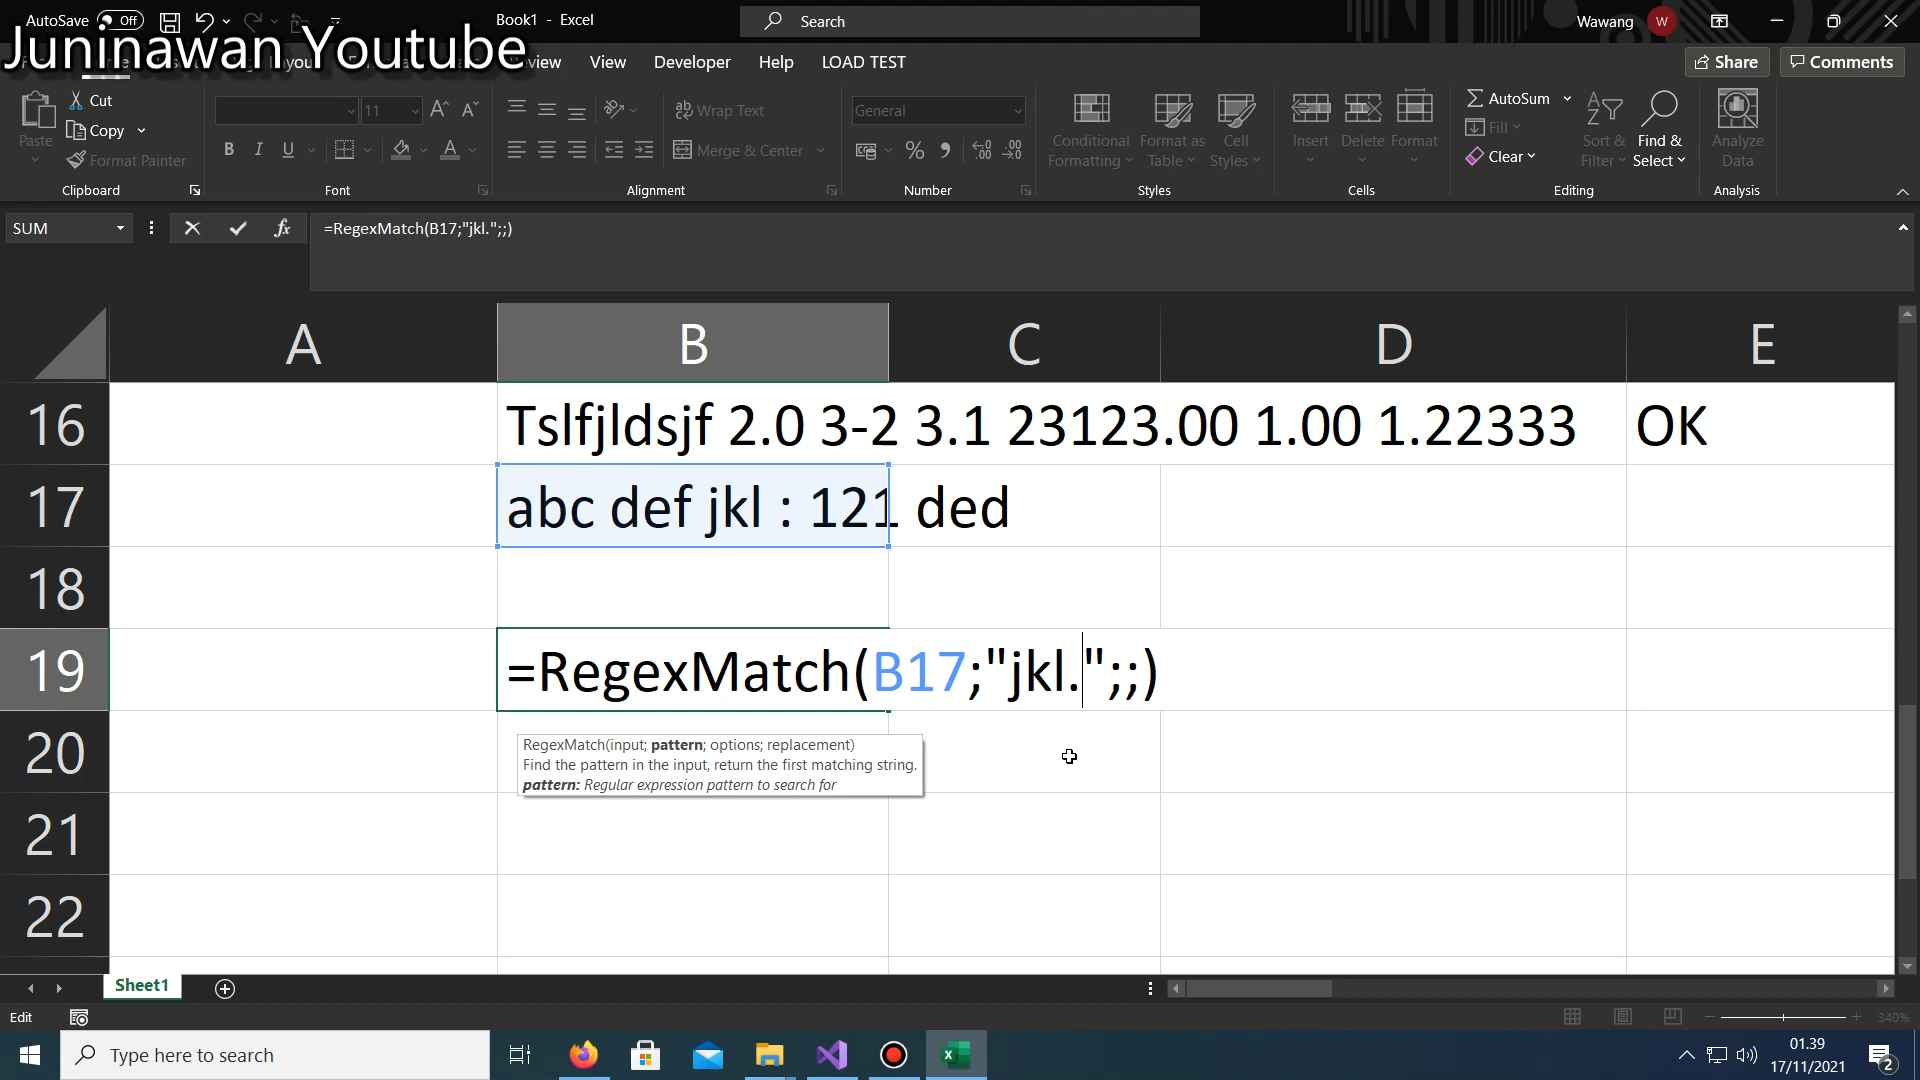 AutoSave Off
Book1 - Excel
Search
Wawang W
Juninawan Youtube
view View Developer Help LOAD TEST
Share Comments
Paste
Cut
Copy
Format Painter
Clipboard
11
B I U
Font
Wrap Text
Merge & Center
Alignment
General
Number
Conditional Formatting
Format as Table
Cell Styles
Styles
Insert Delete Format
Cells
AutoSum
Fill
Clear
Sort & Filter
Find & Select
Editing
Analyze Data
Analysis
SUM
fx
=RegexMatch(B17;"jkl.";;)
A B C D E
16 Tslfjldsjf 2.0 3-2 3.1 23123.00 1.00 1.22333 OK
17 abc def jkl : 121 ded
18
19 =RegexMatch(B17;"jkl.";;)
20
RegexMatch(input; pattern; options; replacement)
Find the pattern in the input, return the first matching string.
pattern: Regular expression pattern to search for
21
22
Sheet1
Edit
340%
Type here to search
01.39
17/11/2021
2